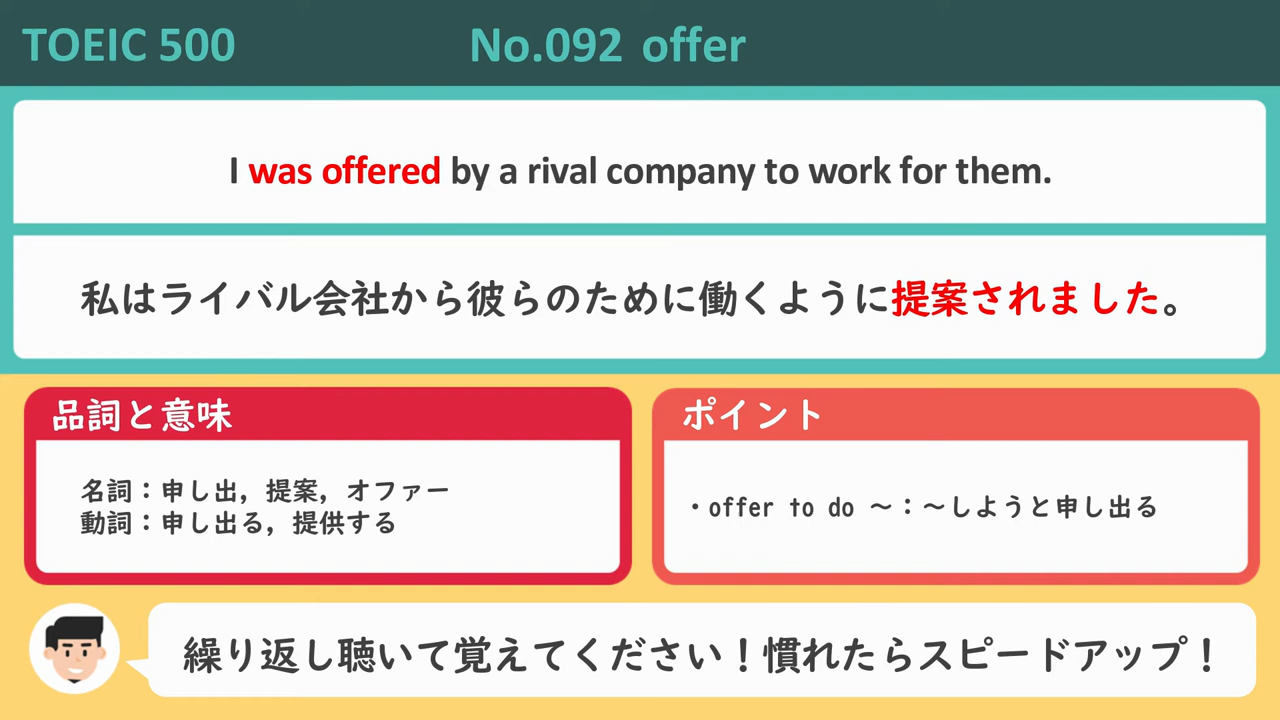 TOEIC 500
No.092 offer
I was offered by a rival company to work for them.
私はライバル会社から彼らのために働くように提案されました。
品詞と意味
名詞：申し出，提案，オファー
動詞：申し出る，提供する
ポイント
・offer to do ～：～しようと申し出る
繰り返し聴いて覚えてください！慣れたらスピードアップ！